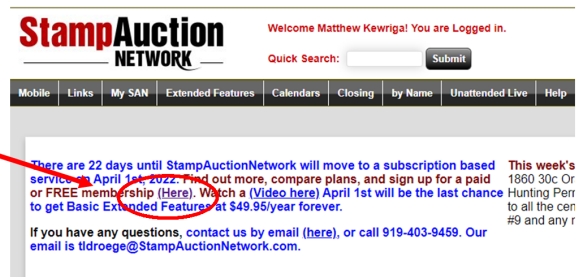 StampAuction
NETWORK
Welcome Matthew Kewriga! You are Logged in.
Quick Search:
Submit
Mobile Links My SAN Extended Features Calendars Closing by Name Unattended Live Help
There are 22 days until StampAuctionNetwork will move to a subscription based
service on April 1st, 2022. Find out more, compare plans, and sign up for a paid
or FREE membership (Here). Watch a (Video here) April 1st will be the last chance
to get Basic Extended Features at $49.95/year forever.
If you have any questions, contact us by email (here), or call 919-403-9459. Our
email is tldroege@StampAuctionNetwork.com.
This week's
1860 30c Or
Hunting Per
to all the cen
#9 and any r